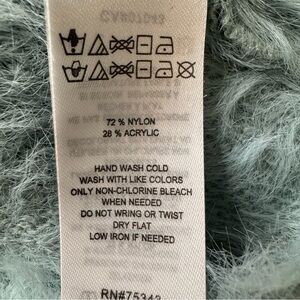 72 % NYLON
28 % ACRYLIC
HAND WASH COLD
WASH WITH LIKE COLORS
ONLY NON-CHLORINE BLEACH
WHEN NEEDED
DO NOT WRING OR TWIST
DRY FLAT
LOW IRON IF NEEDED
RN#75343